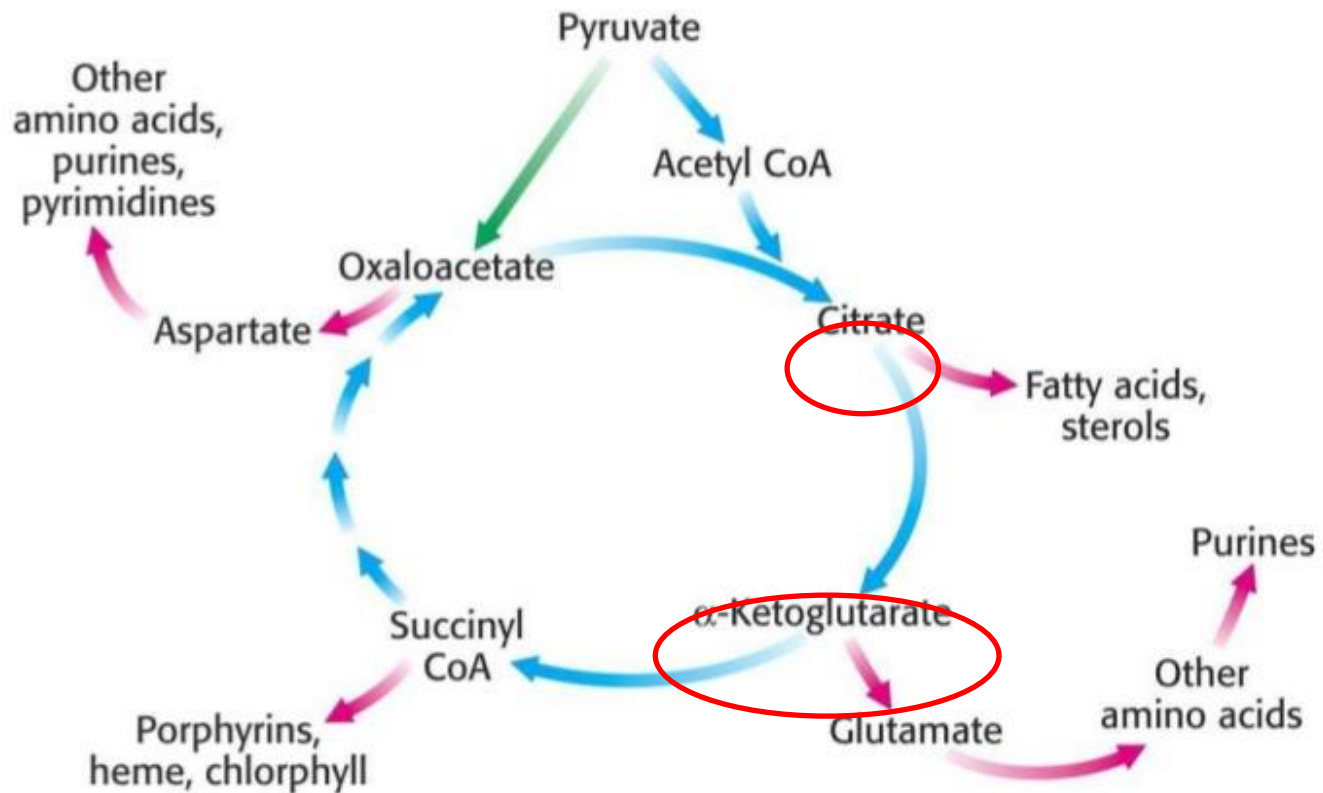 Pyruvate
Other
amino acids,
purines,
pyrimidines
Acetyl CoA
Oxaloacetate
Aspartate
Citrate
Fatty acids,
sterols
Purines
α-Ketoglutarate
Succinyl
CoA
Other
amino acids
Glutamate
Porphyrins,
heme, chlorphyll